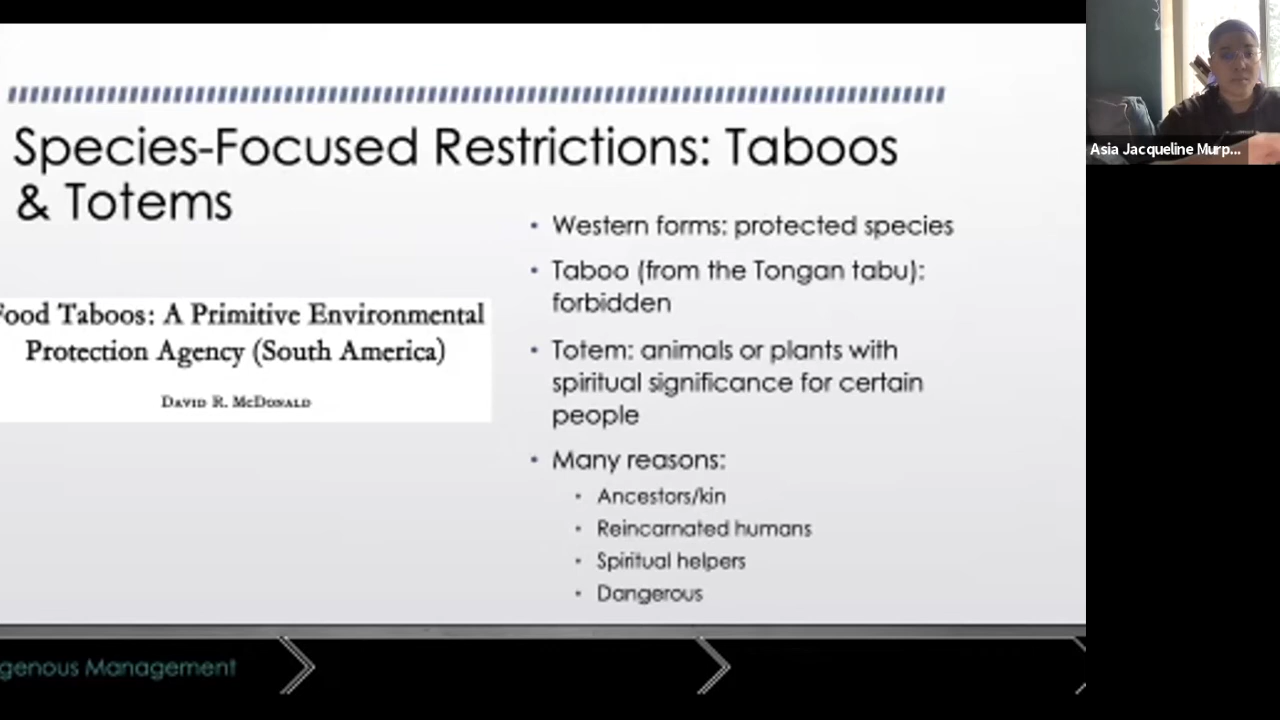 Species-Focused Restrictions: Taboos
& Totems
• Western forms: protected species
• Taboo (from the Tongan tabu):
forbidden
• Totem: animals or plants with
spiritual significance for certain
people
• Many reasons:
• Ancestors/kin
• Reincarnated humans
• Spiritual helpers
• Dangerous
Food Taboos: A Primitive Environmental
Protection Agency (South America)
David R. McDonald
genous Management
Asia Jacqueline Murp...